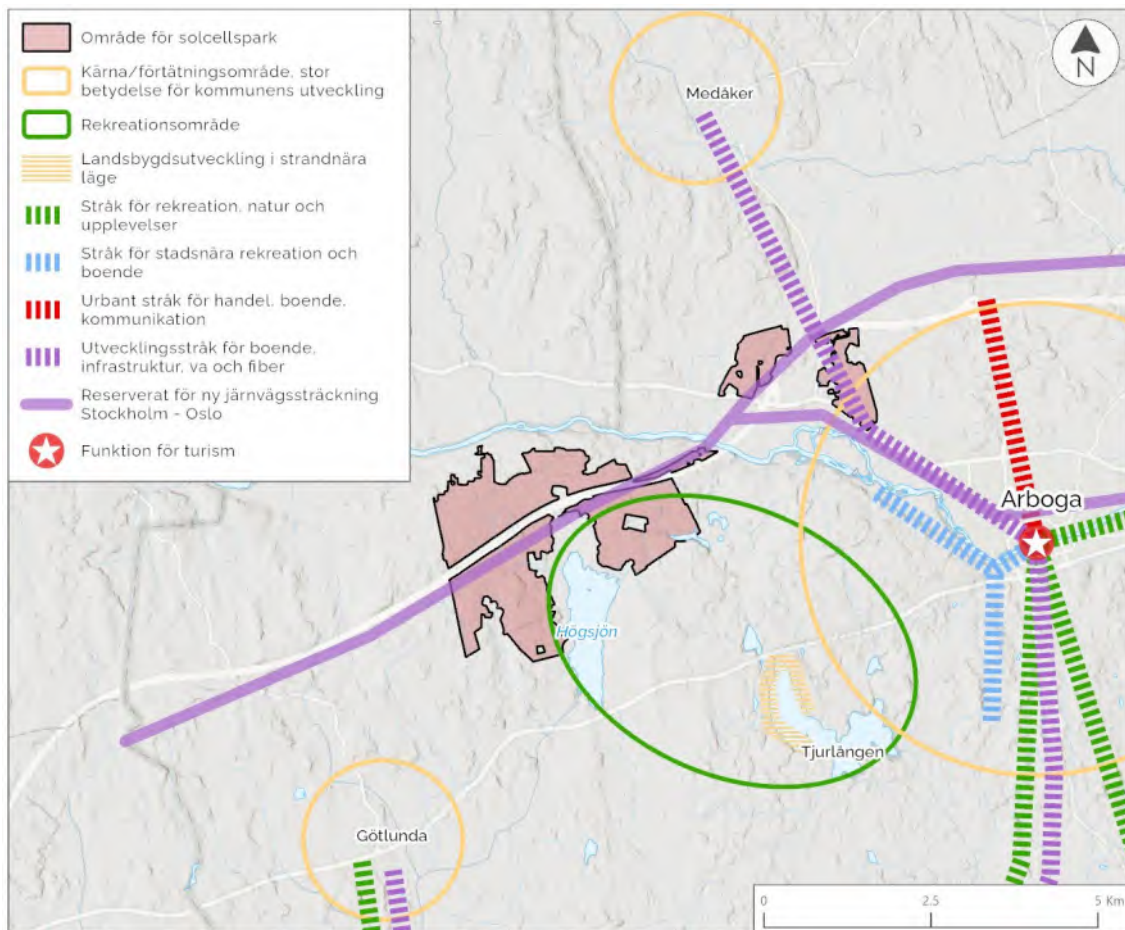 Område för solcellspark
Kärna/förtätningsområde, stor
betydelse för kommunens utveckling
Rekreationsområde
Landsbygdsutveckling i strandnära
läge
Stråk för rekreation, natur och
upplevelser
Stråk för stadsnära rekreation och
boende
Urbant stråk för handel, boende,
kommunikation
Utvecklingsstråk för boende,
infrastruktur, va och fiber
Reserverat för ny järnvägssträckning
Stockholm - Oslo
Funktion för turism
N
Medåker
Arboga
Högsjön
Tjurlången
Götlunda
0 2.5 5 Km